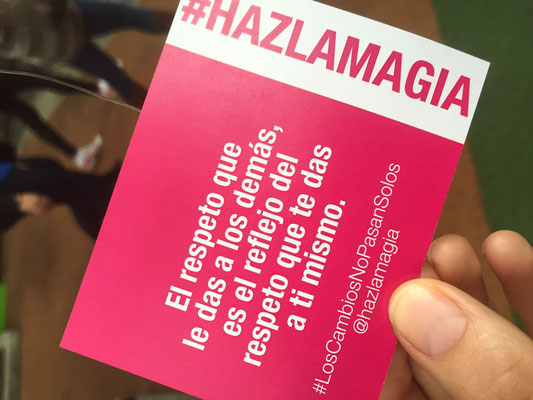 #HAZLAMAGIA
El respeto que
le das a los demás,
es el reflejo del
respeto que te das
a ti mismo.
#LosCambiosNoPasanSolos
@hazlamagia